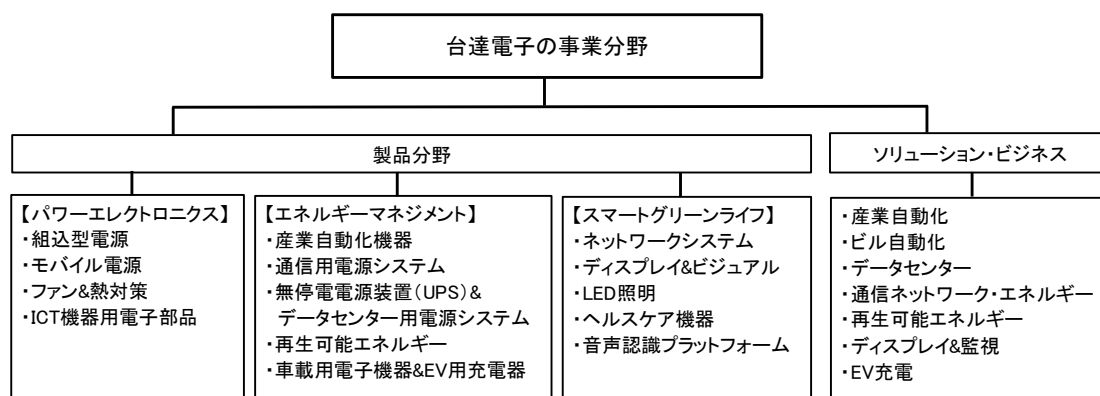 台達電子の事業分野
製品分野
ソリューション・ビジネス
【パワーエレクトロニクス】
・組込型電源
・モバイル電源
・ファン&熱対策
・ICT機器用電子部品
【エネルギーマネジメント】
・産業自動化機器
・通信用電源システム
・無停電電源装置(UPS)&
データセンター用電源システム
・再生可能エネルギー
・車載用電子機器&EV用充電器
【スマートグリーンライフ】
・ネットワークシステム
・ディスプレイ&ビジュアル
・LED照明
・ヘルスケア機器
・音声認識プラットフォーム
・産業自動化
・ビル自動化
・データセンター
・通信ネットワーク・エネルギー
・再生可能エネルギー
・ディスプレイ&監視
・EV充電